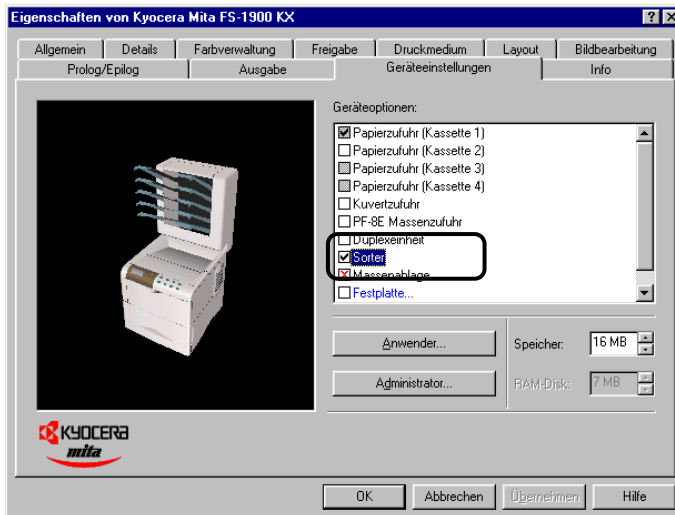 Eigenschaften von Kyocera Mita FS-1900 KX
Allgemein Details Farbverwaltung Freigabe Druckmedium Layout Bildbearbeitung
Prolog/Epilog Ausgabe Geräteeinstellungen Info
Geräteoptionen:
Papierzufuhr (Kassette 1)
Papierzufuhr (Kassette 2)
Papierzufuhr (Kassette 3)
Papierzufuhr (Kassette 4)
Kuvertzufuhr
PF-8E Massenzufuhr
Duplexeinheit
Sorter
Massenablage
Festplatte...
Anwender... Speicher: 16 MB
Administrator... RAM-Disk: 7 MB
KYOCERA
mita
OK Abbrechen Übernehmen Hilfe